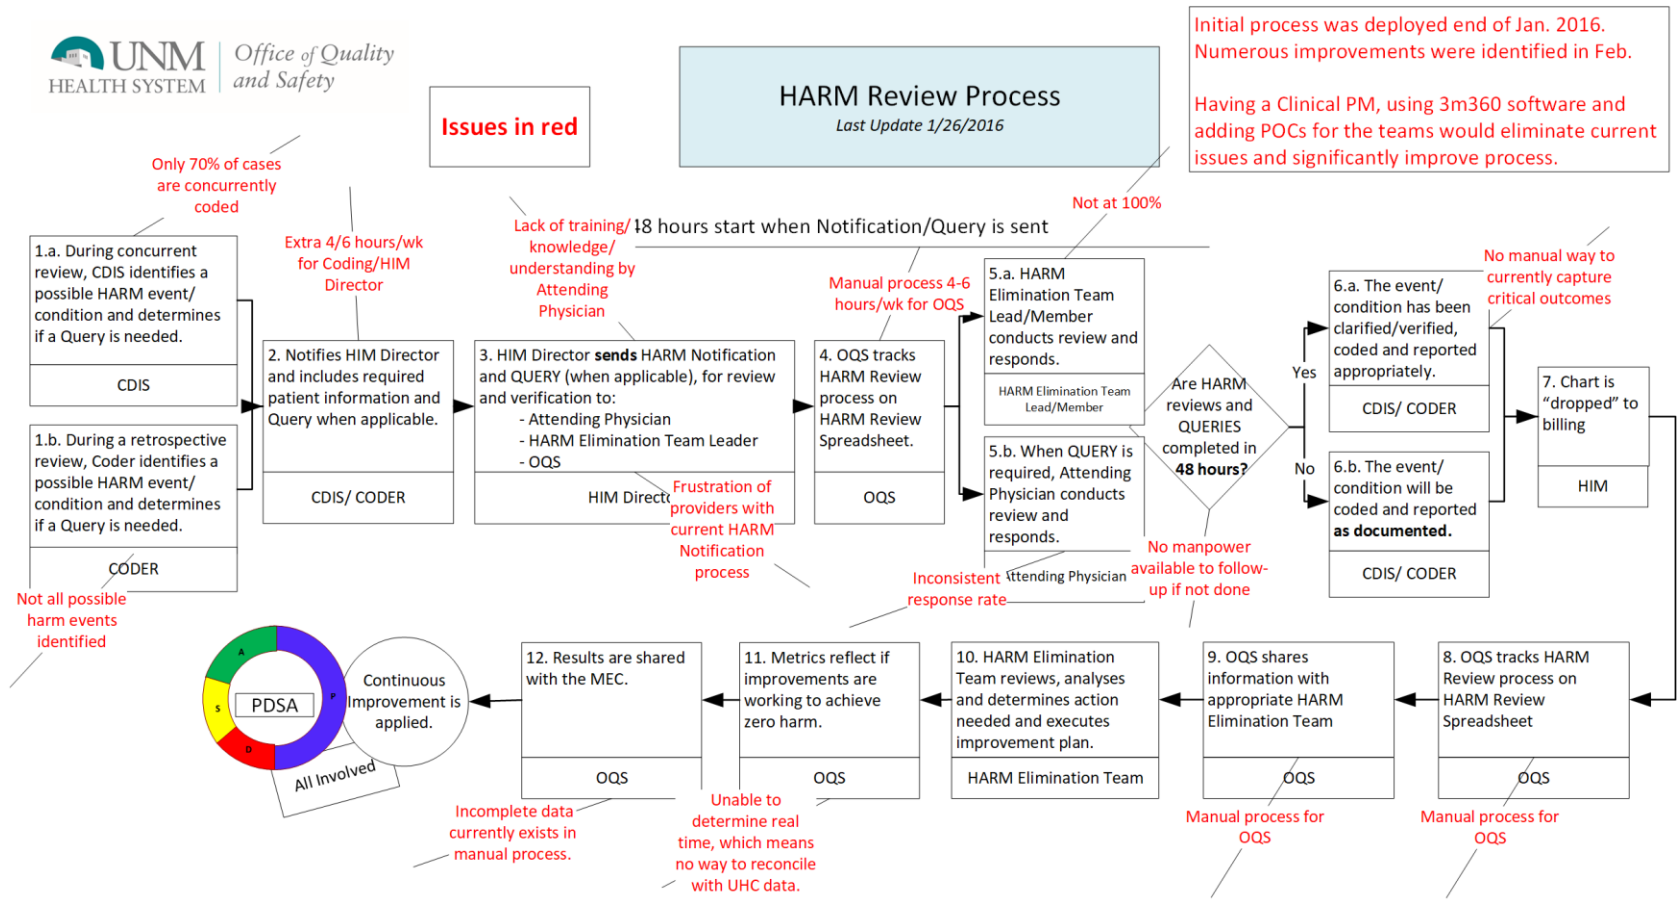 UNM
HEALTH SYSTEM
Office of Quality
and Safety
Issues in red
HARM Review Process
Last Update 1/26/2016
Initial process was deployed end of Jan. 2016.
Numerous improvements were identified in Feb.
Having a Clinical PM, using 3m360 software and
adding POCs for the teams would eliminate current
issues and significantly improve process.
Only 70% of cases
are concurrently
coded
Extra 4/6 hours/wk
for Coding/HIM
Director
Lack of training/
knowledge/
understanding by
Attending
Physician
48 hours start when Notification/Query is sent
Manual process 4-6
hours/wk for OQS
Not at 100%
No manual way to
currently capture
critical outcomes
1.a. During concurrent
review, CDIS identifies a
possible HARM event/
condition and determines
if a Query is needed.
CDIS
1.b. During a retrospective
review, Coder identifies a
possible HARM event/
condition and determines
if a Query is needed.
CODER
Not all possible
harm events
identified
2. Notifies HIM Director
and includes required
patient information and
Query when applicable.
CDIS/ CODER
3. HIM Director sends HARM Notification
and QUERY (when applicable), for review
and verification to:
- Attending Physician
- HARM Elimination Team Leader
- OQS
HIM Directo
Frustration of
providers with
current HARM
Notification
process
4. OQS tracks
HARM Review
process on
HARM Review
Spreadsheet.
OQS
5.a. HARM
Elimination Team
Lead/Member
conducts review and
responds.
HARM Elimination Team
Lead/Member
5.b. When QUERY is
required, Attending
Physician conducts
review and
responds.
Attending Physician
Inconsistent
response rate
Are HARM
reviews and
QUERIES
completed in
48 hours?
Yes
No
No manpower
available to follow-
up if not done
6.a. The event/
condition has been
clarified/verified,
coded and reported
appropriately.
CDIS/ CODER
6.b. The event/
condition will be
coded and reported
as documented.
CDIS/ CODER
7. Chart is
“dropped” to
billing
HIM
8. OQS tracks HARM
Review process on
HARM Review
Spreadsheet
OQS
Manual process for
OQS
9. OQS shares
information with
appropriate HARM
Elimination Team
OQS
Manual process for
OQS
10. HARM Elimination
Team reviews, analyses
and determines action
needed and executes
improvement plan.
HARM Elimination Team
11. Metrics reflect if
improvements are
working to achieve
zero harm.
OQS
Unable to
determine real
time, which means
no way to reconcile
with UHC data.
12. Results are shared
with the MEC.
OQS
Incomplete data
currently exists in
manual process.
Continuous
Improvement is
applied.
All Involved
PDSA
A
P
S
D